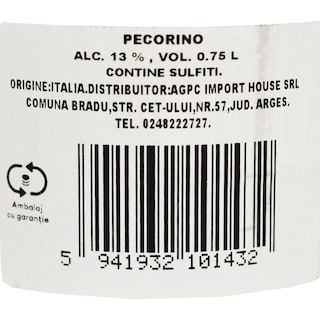 PECORINO
ALC. 13 % , VOL. 0.75 L
CONTINE SULFITI.
ORIGINE:ITALIA.DISTRIBUITOR:AGPC IMPORT HOUSE SRL
COMUNA BRADU,STR. CET-ULUI,NR.57,JUD. ARGES.
TEL. 0248222727.
Ambalaj
cu garanție
5 941932 101432